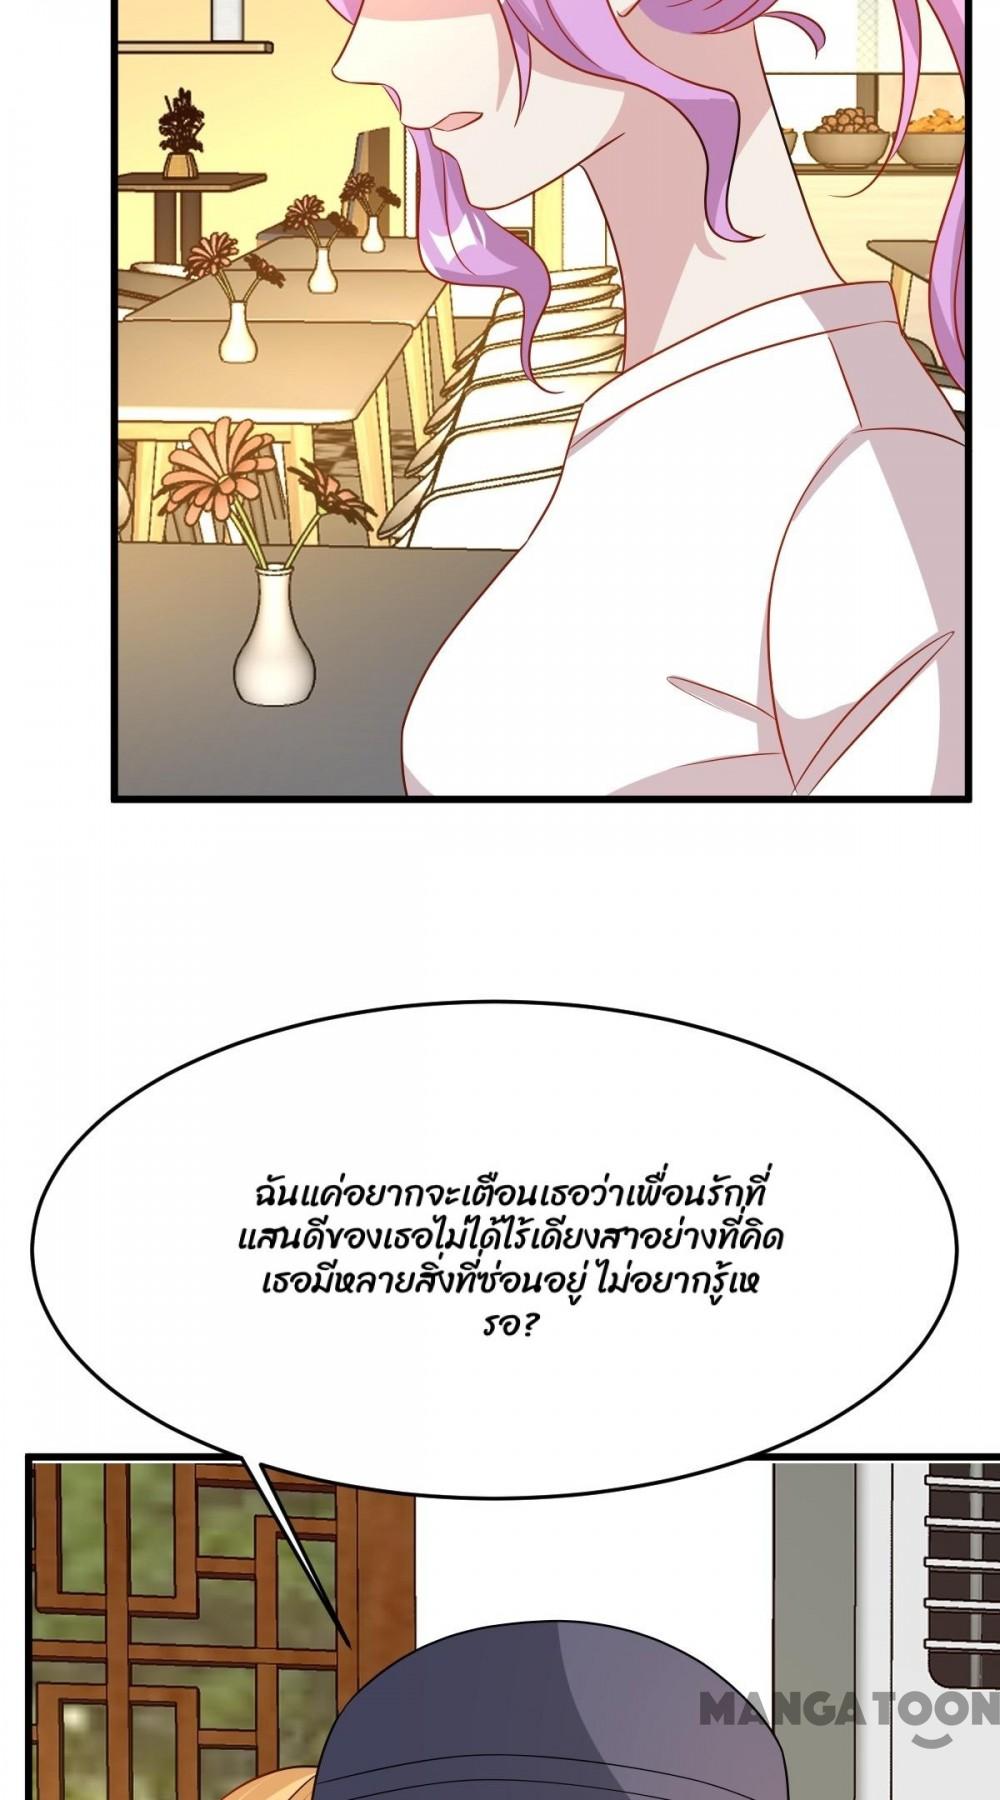 ฉันแค่อยากจะเตือนเธอว่าเพื่อนรักที่
แสนดีของเธอไม่ได้ไร้เดียงสาอย่างที่คิด
เธอมีหลายสิ่งที่ซ่อนอยู่ ไม่อยากรู้เห
รอ?
MANGATOON